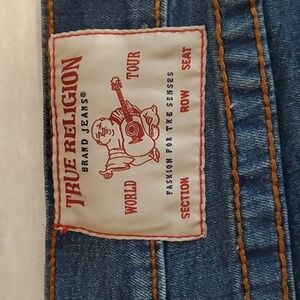 TRUE RELIGION
BRAND JEANS®
WORLD TOUR
FASHION FOR THE SENSES
SECTION ROW SEAT